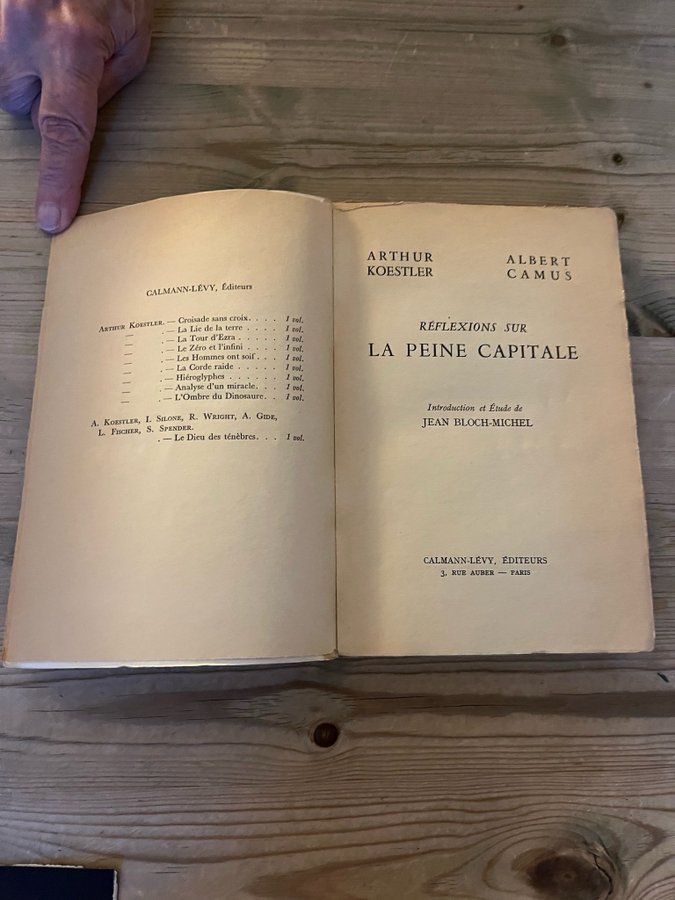 CALMANN-LÉVY, Éditeurs
ARTHUR KOESTLER. — Croisade sans croix. . . . 1 vol.
— . — La Lie de la terre . . . . . 1 vol.
— . — La Tour d'Ezra . . . . . . 1 vol.
— . — Le Zéro et l'infini . . . . . 1 vol.
— . — Les Hommes ont soif . . . . 1 vol.
— . — La Corde raide . . . . . . 1 vol.
— . — Hiéroglyphes . . . . . . 1 vol.
— . — Analyse d'un miracle. . . . 1 vol.
— . — L'Ombre du Dinosaure. . . 1 vol.
A. KOESTLER, I. SILONE, R. WRIGHT, A. GIDE,
L. FISCHER, S. SPENDER.
. — Le Dieu des ténèbres. . . 1 vol.
ARTHUR KOESTLER
ALBERT CAMUS
RÉFLEXIONS SUR
LA PEINE CAPITALE
Introduction et Étude de
JEAN BLOCH-MICHEL
CALMANN-LÉVY, ÉDITEURS
3, RUE AUBER — PARIS